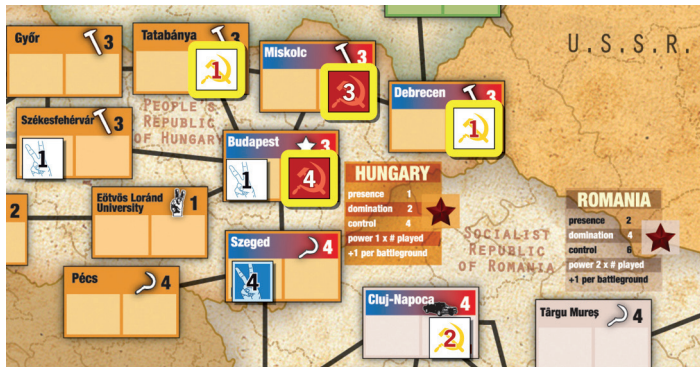 Győr 3
Tatabánya 3
1
Miskolc 3
3
U.S.S.R.
Székesfehérvár 3
1
PEOPLE'S
REPUBLIC
OF HUNGARY
Debrecen 3
1
Budapest 3
1 4
2
Eötvös Loránd
University 1
HUNGARY
presence 1
domination 2
control 4
power 1 x # played
+1 per battleground
ROMANIA
presence 2
domination 4
control 6
power 2 x # played
+1 per battleground
Szeged 4
4
SOCIALIST
REPUBLIC
OF ROMANIA
Pécs 4
Cluj-Napoca 4
2
Târgu Mureş 4